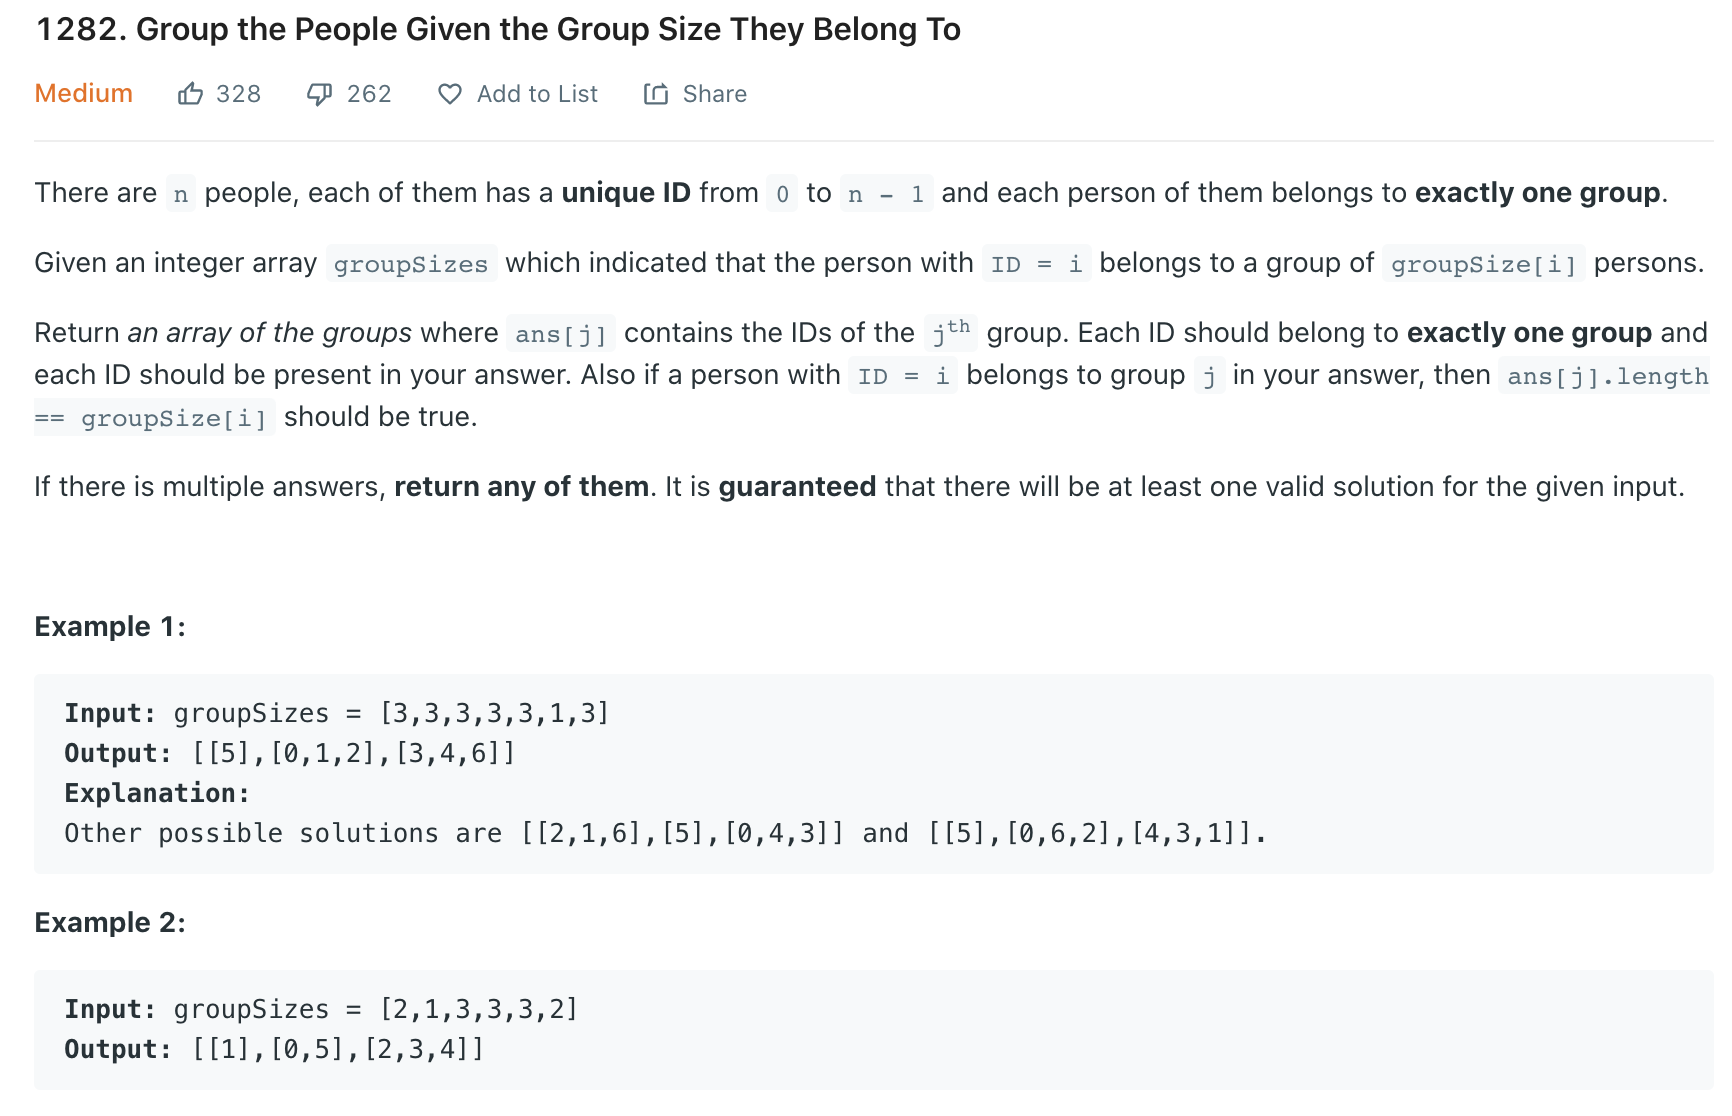 1282. Group the People Given the Group Size They Belong To
Medium 328 262 Add to List Share
There are n people, each of them has a unique ID from 0 to n - 1 and each person of them belongs to exactly one group.
Given an integer array groupSizes which indicated that the person with ID = i belongs to a group of groupSize[i] persons.
Return an array of the groups where ans[j] contains the IDs of the jth group. Each ID should belong to exactly one group and
each ID should be present in your answer. Also if a person with ID = i belongs to group j in your answer, then ans[j].length
== groupSize[i] should be true.
If there is multiple answers, return any of them. It is guaranteed that there will be at least one valid solution for the given input.
Example 1:
Input: groupSizes = [3,3,3,3,3,1,3]
Output: [[5],[0,1,2],[3,4,6]]
Explanation:
Other possible solutions are [[2,1,6],[5],[0,4,3]] and [[5],[0,6,2],[4,3,1]].
Example 2:
Input: groupSizes = [2,1,3,3,3,2]
Output: [[1],[0,5],[2,3,4]]